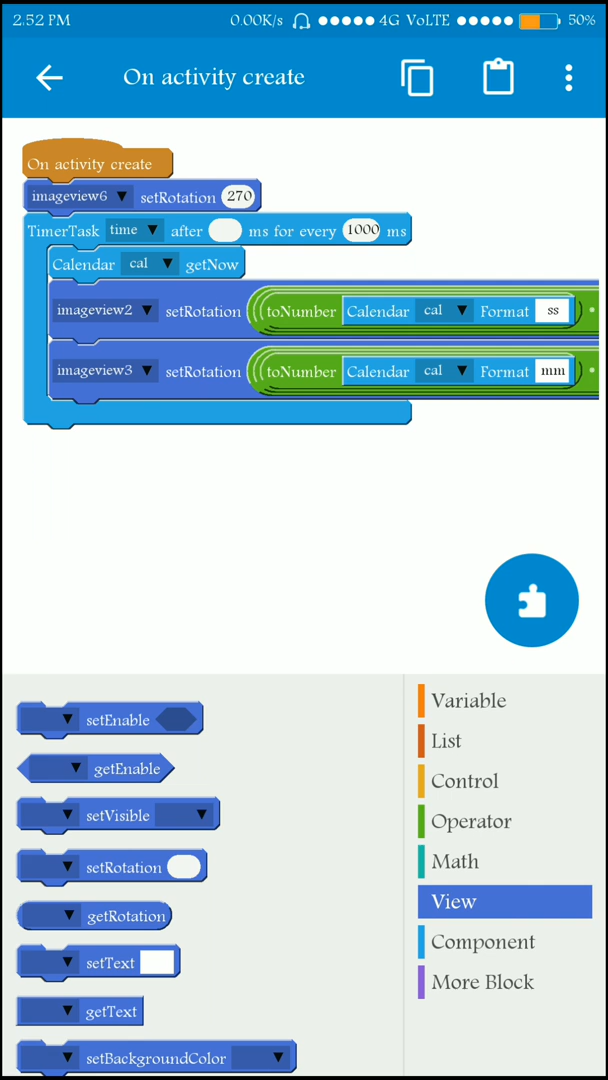 2.52 PM 0.00K/s 4G VoLTE 50%
On activity create
On activity create
imageview6 setRotation 270
TimerTask time after ms for every 1000 ms
Calendar cal getNow
imageview2 setRotation toNumber Calendar cal Format ss
imageview3 setRotation toNumber Calendar cal Format mm
setEnable
getEnable
setVisible
setRotation
getRotation
setText
getText
setBackgroundColor
Variable
List
Control
Operator
Math
View
Component
More Block